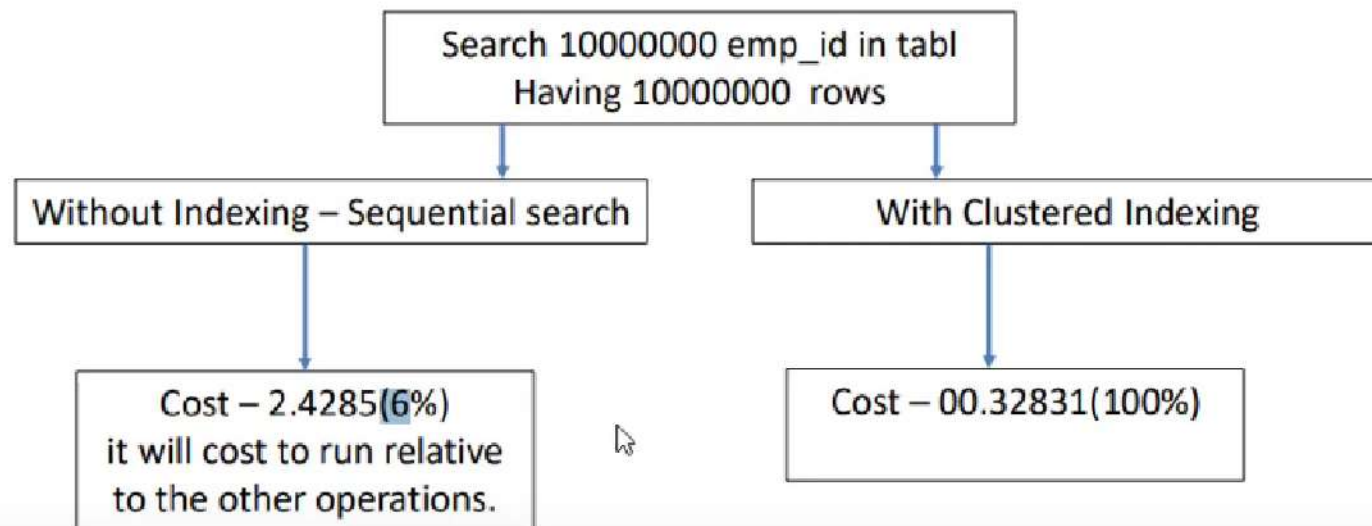 Search 10000000 emp_id in tabl
Having 10000000 rows
Without Indexing – Sequential search
With Clustered Indexing
Cost – 2.4285(6%)
it will cost to run relative
to the other operations.
Cost – 00.32831(100%)